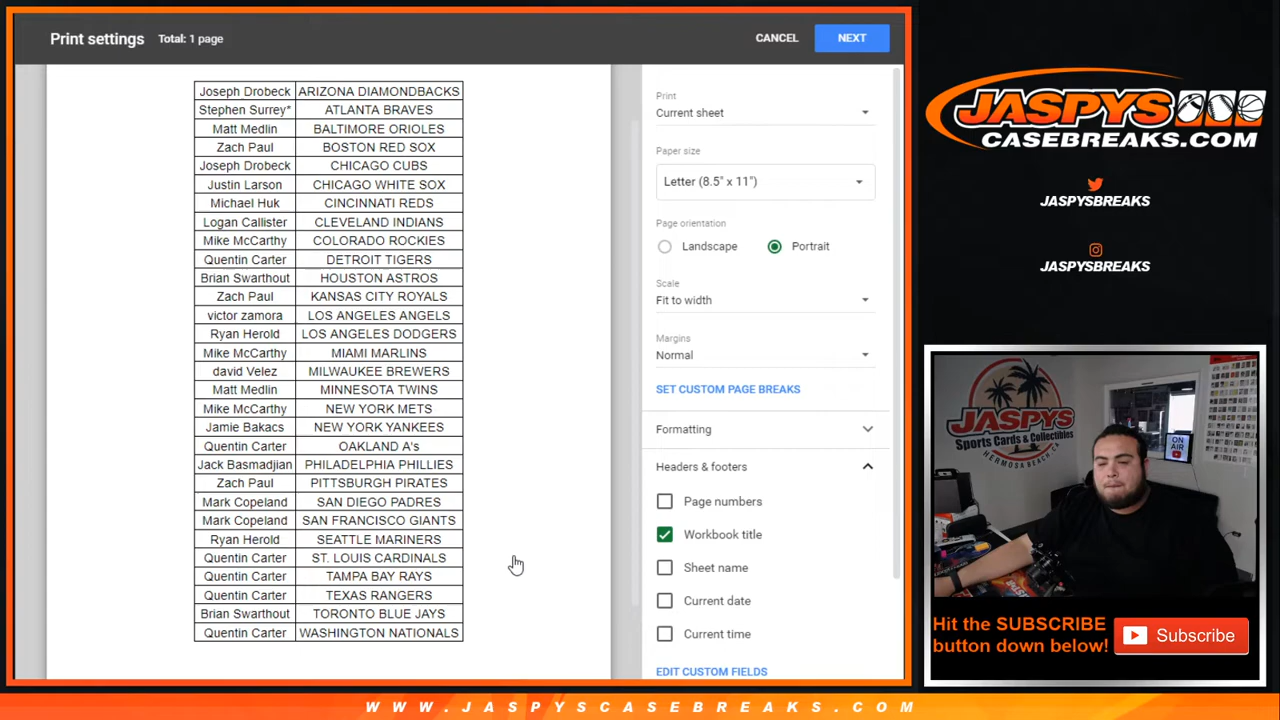 Print settings Total: 1 page
CANCEL NEXT
Joseph Drobeck ARIZONA DIAMONDBACKS
Stephen Surrey* ATLANTA BRAVES
Matt Medlin BALTIMORE ORIOLES
Zach Paul BOSTON RED SOX
Joseph Drobeck CHICAGO CUBS
Justin Larson CHICAGO WHITE SOX
Michael Huk CINCINNATI REDS
Logan Callister CLEVELAND INDIANS
Mike McCarthy COLORADO ROCKIES
Quentin Carter DETROIT TIGERS
Brian Swarthout HOUSTON ASTROS
Zach Paul KANSAS CITY ROYALS
victor zamora LOS ANGELES ANGELS
Ryan Herold LOS ANGELES DODGERS
Mike McCarthy MIAMI MARLINS
david Velez MILWAUKEE BREWERS
Matt Medlin MINNESOTA TWINS
Mike McCarthy NEW YORK METS
Jamie Bakacs NEW YORK YANKEES
Quentin Carter OAKLAND A's
Jack Basmadjian PHILADELPHIA PHILLIES
Zach Paul PITTSBURGH PIRATES
Mark Copeland SAN DIEGO PADRES
Mark Copeland SAN FRANCISCO GIANTS
Ryan Herold SEATTLE MARINERS
Quentin Carter ST. LOUIS CARDINALS
Quentin Carter TAMPA BAY RAYS
Quentin Carter TEXAS RANGERS
Brian Swarthout TORONTO BLUE JAYS
Quentin Carter WASHINGTON NATIONALS
Print
Current sheet
Paper size
Letter (8.5" x 11")
Page orientation
Landscape Portrait
Scale
Fit to width
Margins
Normal
SET CUSTOM PAGE BREAKS
Formatting
Headers & footers
Page numbers
Workbook title
Sheet name
Current date
Current time
EDIT CUSTOM FIELDS
JASPYS
CASEBREAKS.COM
JASPYSBREAKS
JASPYSBREAKS
JASPYS
Sports Cards & Collectibles
HERMOSA BEACH, CA
ON
AIR
Hit the SUBSCRIBE
button down below!
Subscribe
WWW.JASPYSCASEBREAKS.COM